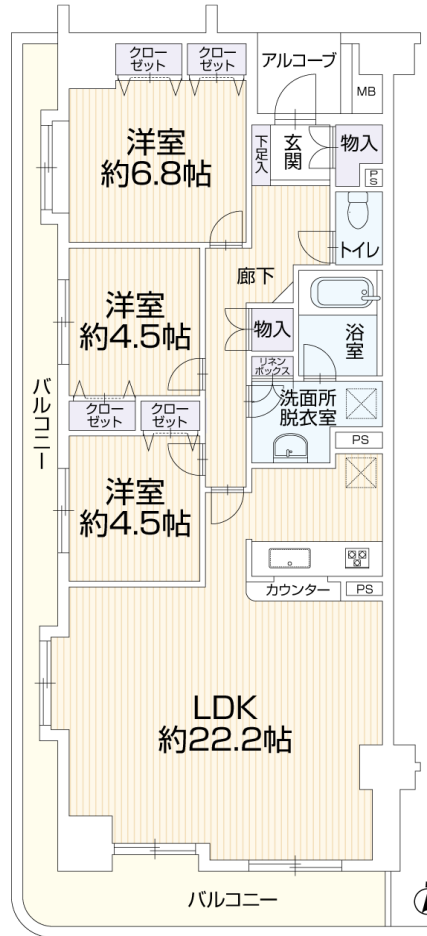 クロー
ゼット
クロー
ゼット
アルコーブ
MB
洋室
約6.8帖
下足入
玄関
物入
PS
トイレ
廊下
洋室
約4.5帖
物入
浴室
リネン
ボックス
クロー
ゼット
クロー
ゼット
洗面所
脱衣室
PS
バルコニー
洋室
約4.5帖
カウンター
PS
LDK
約22.2帖
バルコニー